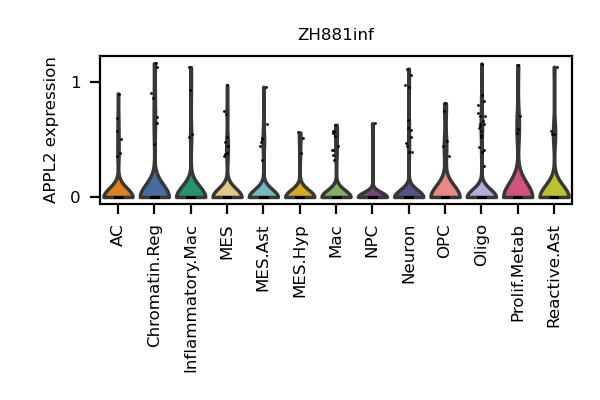 ZH881inf
APPL2 expression
1
0
AC
Chromatin.Reg
Inflammatory.Mac
MES
MES.Ast
MES.Hyp
Mac
NPC
Neuron
OPC
Oligo
Prolif.Metab
Reactive.Ast